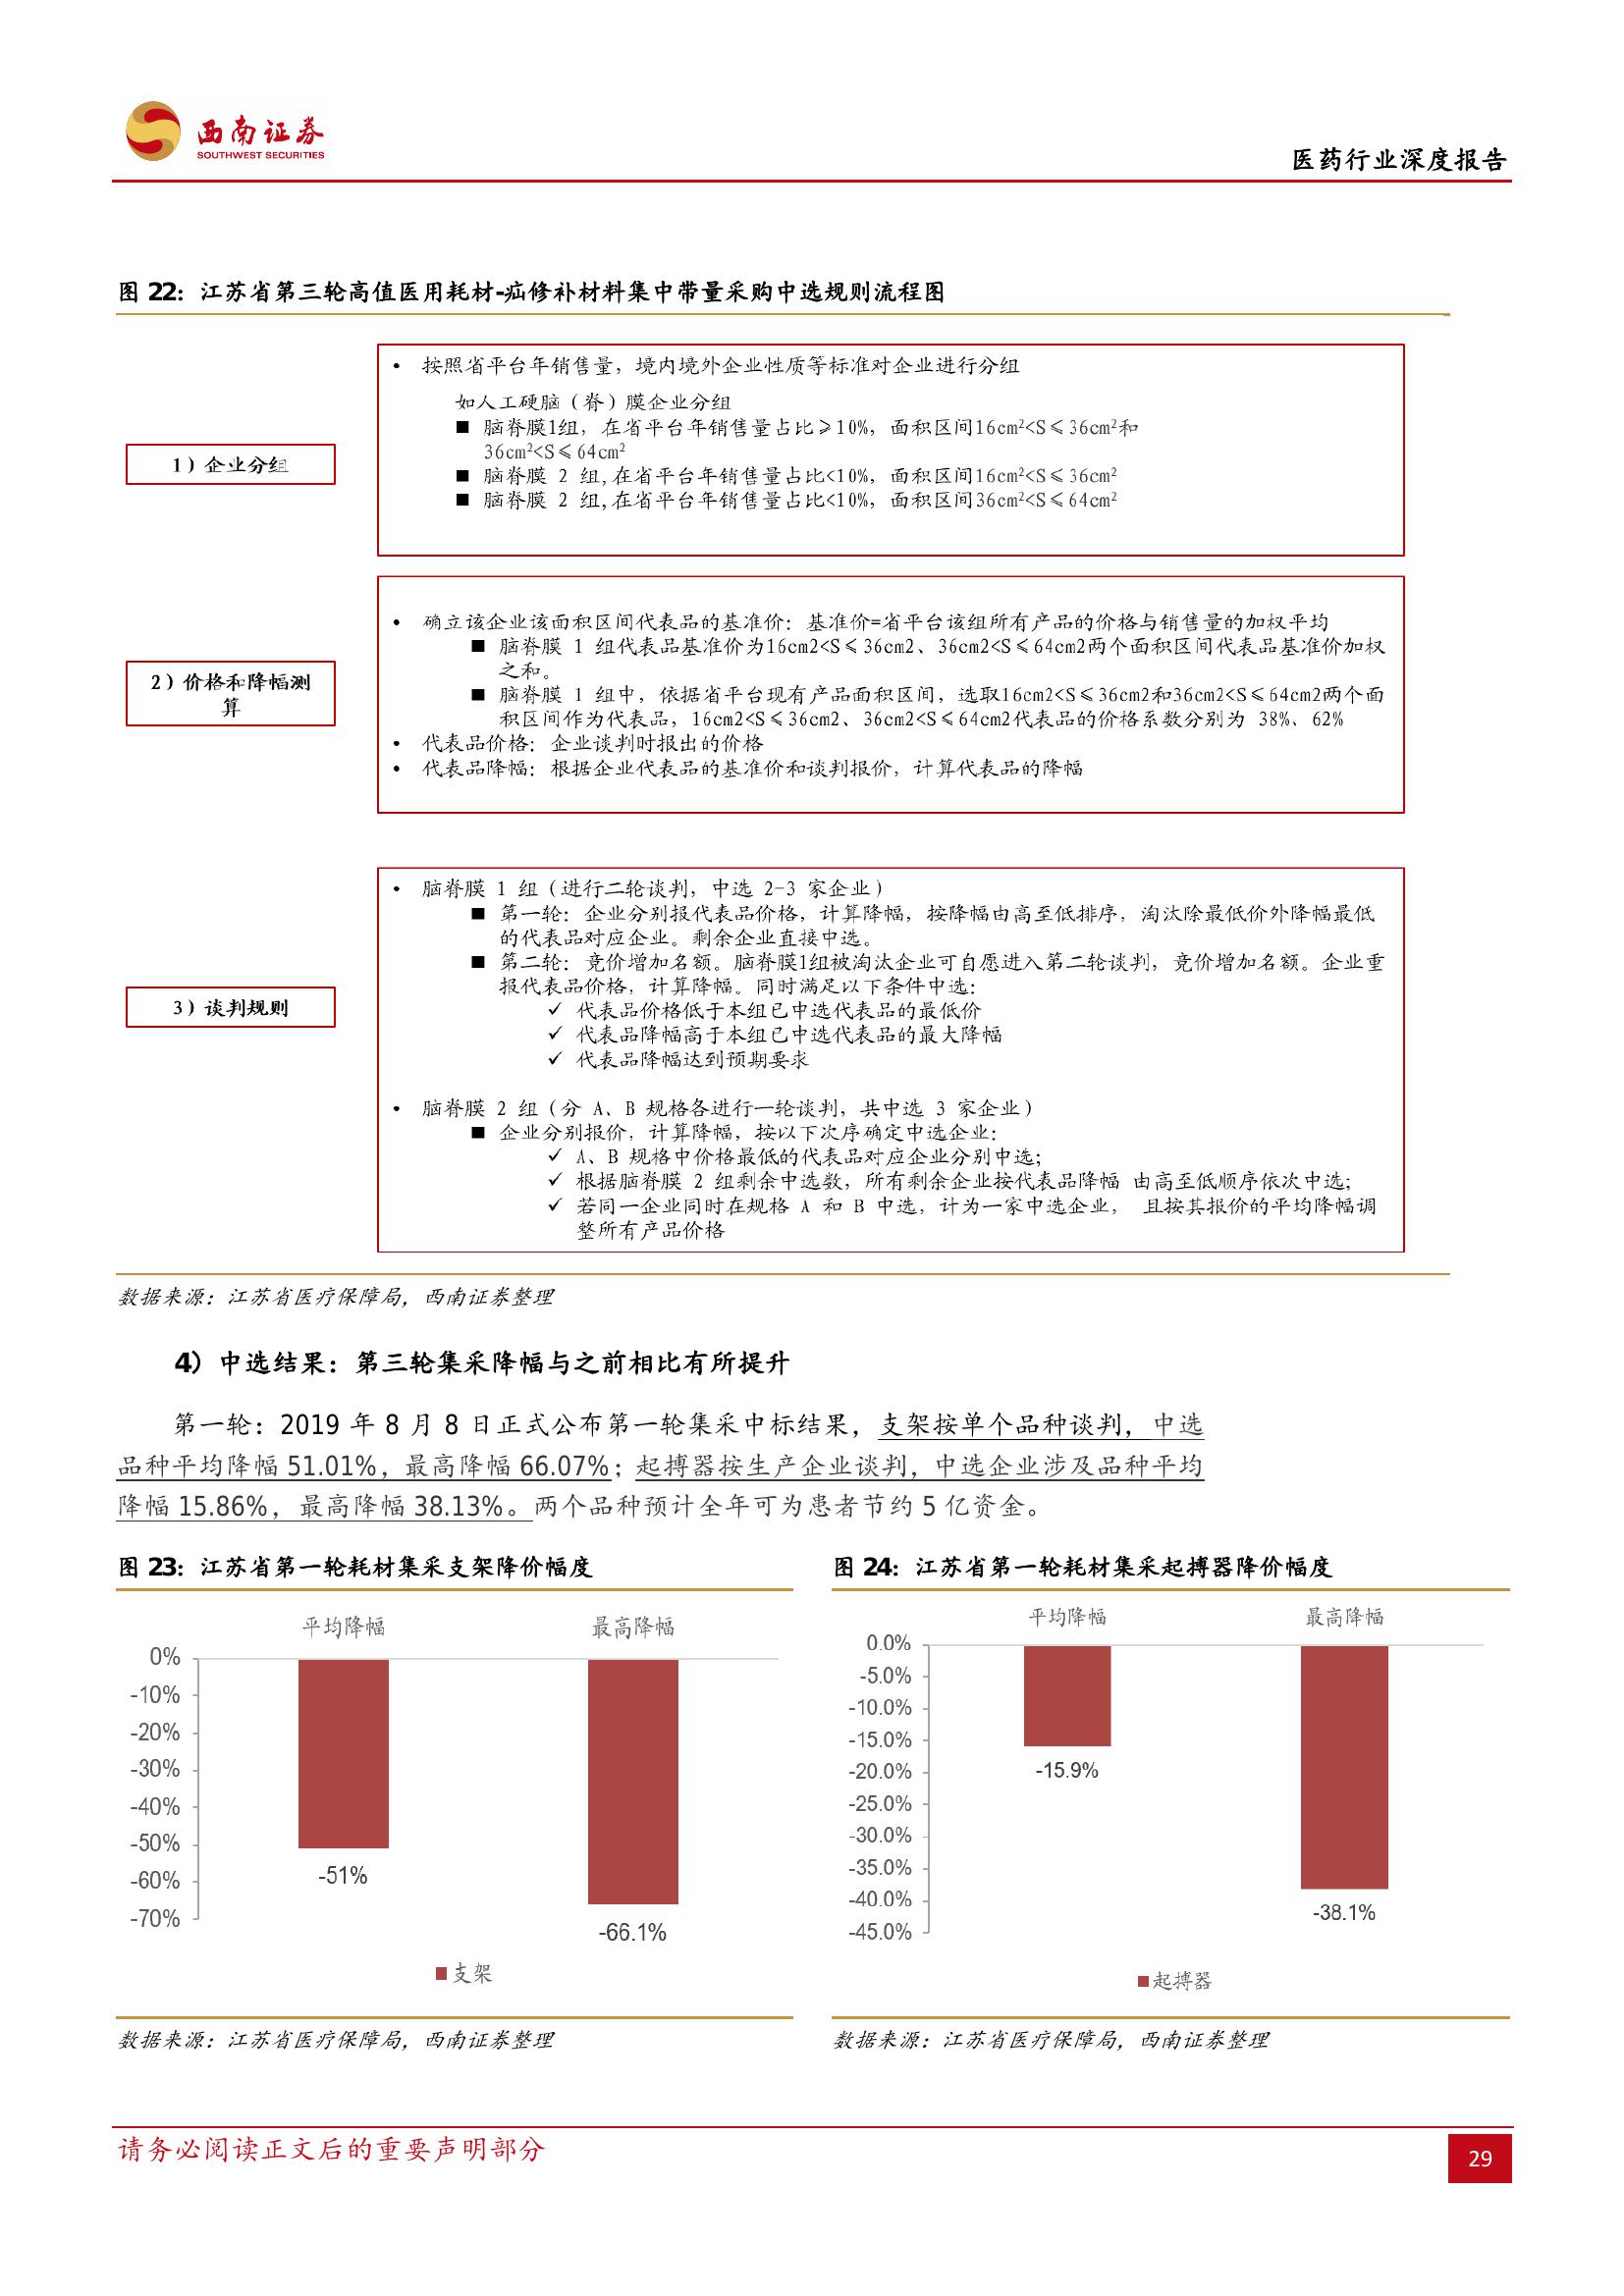 西南证券
SOUTHWEST SECURITIES
医药行业深度报告
图 22：江苏省第三轮高值医用耗材-疝修补材料集中带量采购中选规则流程图
1）企业分组
• 按照省平台年销售量，境内境外企业性质等标准对企业进行分组
如人工硬脑（脊）膜企业分组
■ 脑脊膜1组，在省平台年销售量占比≥10%，面积区间16cm²<S≤36cm²和
36cm²<S≤64cm²
■ 脑脊膜 2 组,在省平台年销售量占比<10%，面积区间16cm²<S≤36cm²
■ 脑脊膜 2 组,在省平台年销售量占比<10%，面积区间36cm²<S≤64cm²
2）价格和降幅测
算
• 确立该企业该面积区间代表品的基准价：基准价=省平台该组所有产品的价格与销售量的加权平均
■ 脑脊膜 1 组代表品基准价为16cm2<S≤36cm2、36cm2<S≤64cm2两个面积区间代表品基准价加权
之和。
■ 脑脊膜 1 组中，依据省平台现有产品面积区间，选取16cm2<S≤36cm2和36cm2<S≤64cm2两个面
积区间作为代表品，16cm2<S≤36cm2、36cm2<S≤64cm2代表品的价格系数分别为 38%、62%
• 代表品价格：企业谈判时报出的价格
• 代表品降幅：根据企业代表品的基准价和谈判报价，计算代表品的降幅
3）谈判规则
• 脑脊膜 1 组（进行二轮谈判，中选 2-3 家企业）
■ 第一轮：企业分别报代表品价格，计算降幅，按降幅由高至低排序，淘汰除最低价外降幅最低
的代表品对应企业。剩余企业直接中选。
■ 第二轮：竞价增加名额。脑脊膜1组被淘汰企业可自愿进入第二轮谈判，竞价增加名额。企业重
报代表品价格，计算降幅。同时满足以下条件中选：
✓ 代表品价格低于本组已中选代表品的最低价
✓ 代表品降幅高于本组已中选代表品的最大降幅
✓ 代表品降幅达到预期要求
• 脑脊膜 2 组（分 A、B 规格各进行一轮谈判，共中选 3 家企业）
■ 企业分别报价，计算降幅，按以下次序确定中选企业：
✓ A、B 规格中价格最低的代表品对应企业分别中选；
✓ 根据脑脊膜 2 组剩余中选数，所有剩余企业按代表品降幅 由高至低顺序依次中选；
✓ 若同一企业同时在规格 A 和 B 中选，计为一家中选企业， 且按其报价的平均降幅调
整所有产品价格
数据来源：江苏省医疗保障局，西南证券整理
4）中选结果：第三轮集采降幅与之前相比有所提升
第一轮：2019 年 8 月 8 日正式公布第一轮集采中标结果，支架按单个品种谈判，中选
品种平均降幅 51.01%，最高降幅 66.07%；起搏器按生产企业谈判，中选企业涉及品种平均
降幅 15.86%，最高降幅 38.13%。两个品种预计全年可为患者节约 5 亿资金。
图 23：江苏省第一轮耗材集采支架降价幅度
平均降幅 最高降幅
0%
-10%
-20%
-30%
-40%
-50%
-60%
-70%
-51%
-66.1%
支架
数据来源：江苏省医疗保障局，西南证券整理
图 24：江苏省第一轮耗材集采起搏器降价幅度
平均降幅 最高降幅
0.0%
-5.0%
-10.0%
-15.0%
-20.0%
-25.0%
-30.0%
-35.0%
-40.0%
-45.0%
-15.9%
-38.1%
起搏器
数据来源：江苏省医疗保障局，西南证券整理
请务必阅读正文后的重要声明部分
29